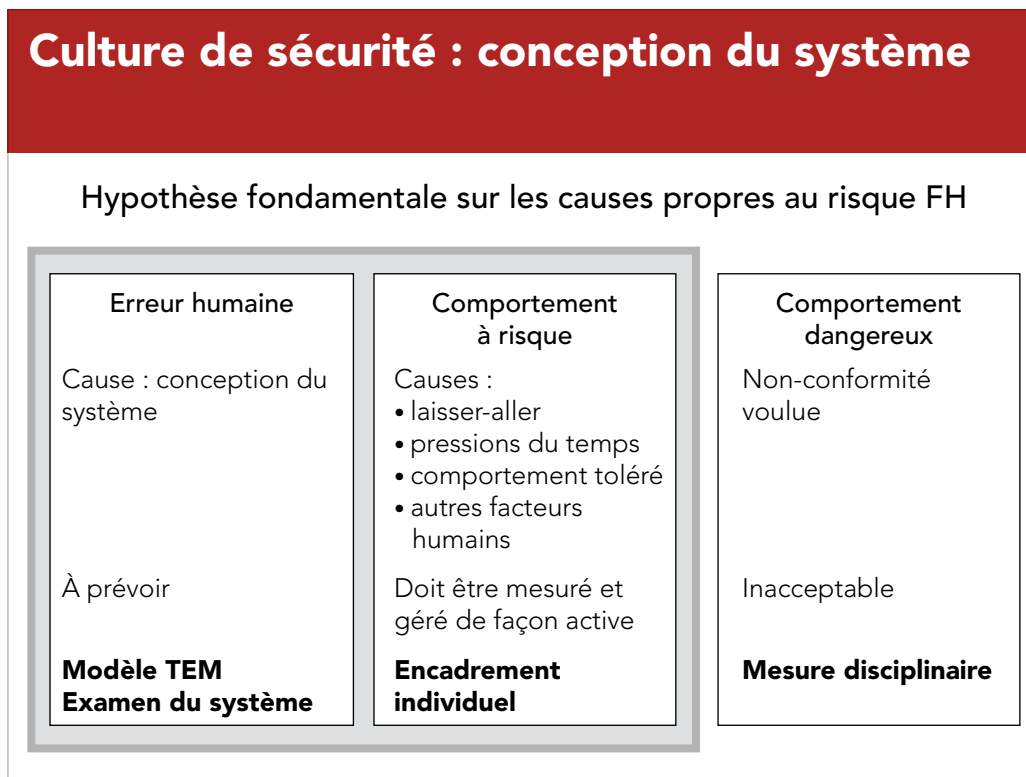 Culture de sécurité : conception du système
Hypothèse fondamentale sur les causes propres au risque FH
Erreur humaine
Cause : conception du
système
À prévoir
Modèle TEM
Examen du système
Comportement
à risque
Causes :
• laisser-aller
• pressions du temps
• comportement toléré
• autres facteurs
humains
Doit être mesuré et
géré de façon active
Encadrement
individuel
Comportement
dangereux
Non-conformité
voulue
Inacceptable
Mesure disciplinaire